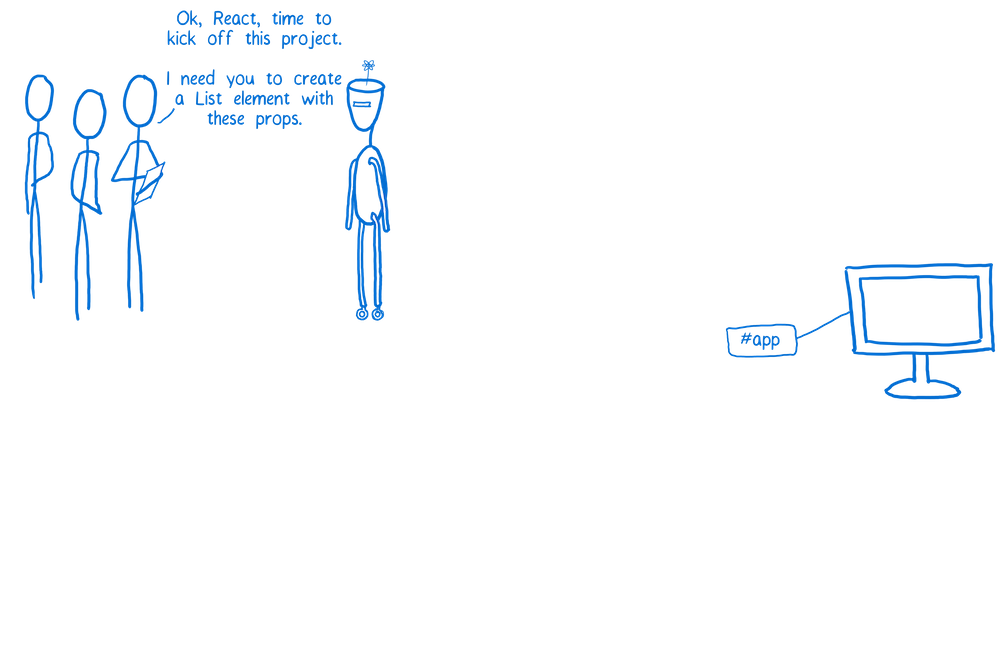 Ok, React, time to
kick off this project.
I need you to create
a List element with
these props.
#app